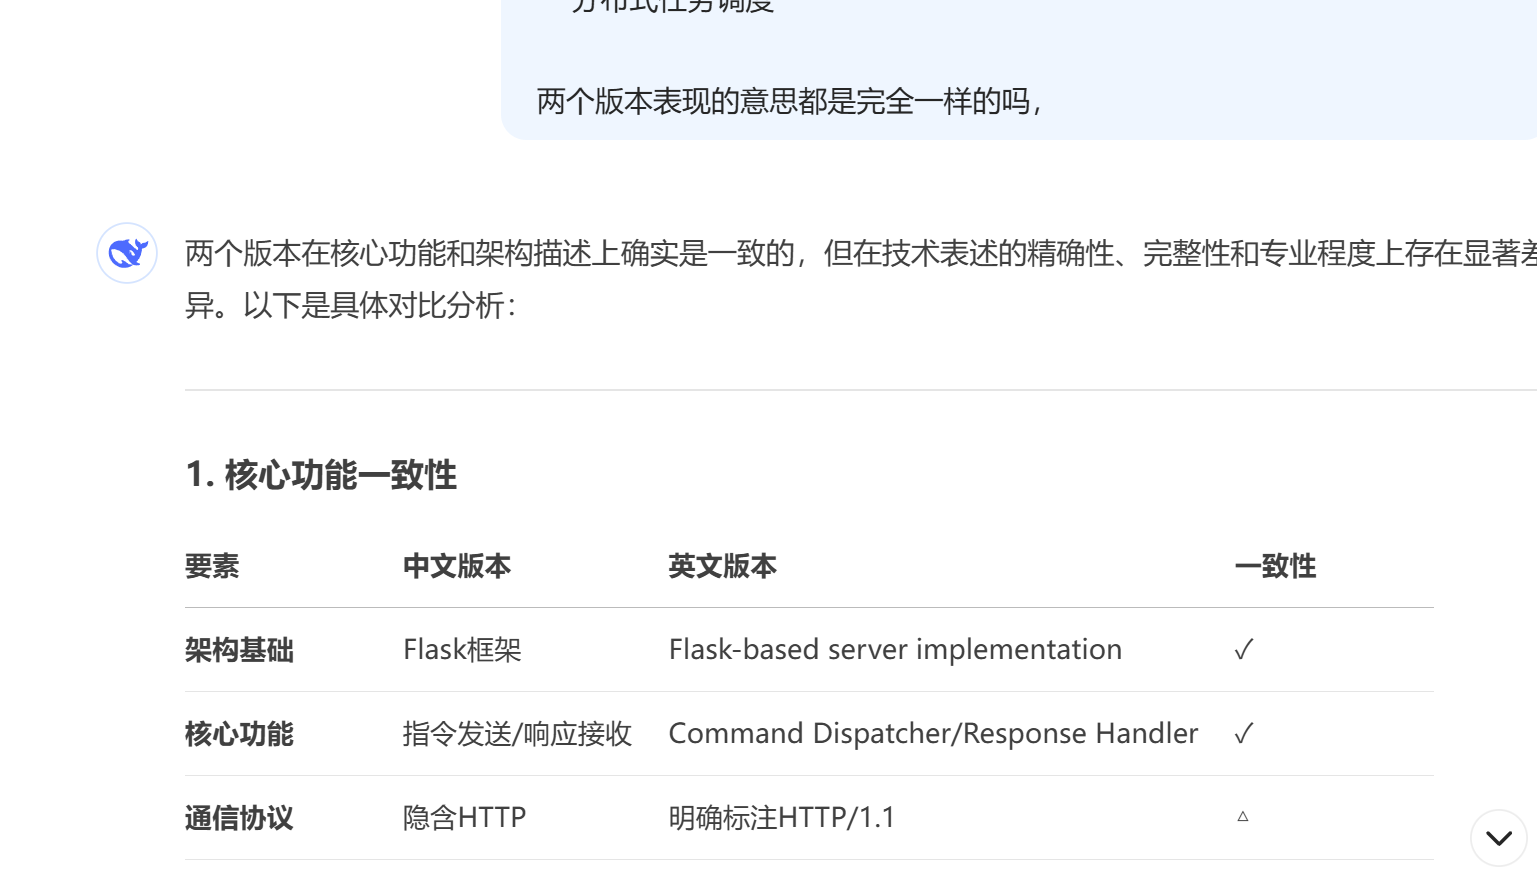 分布式任务调度
两个版本表现的意思都是完全一样的吗，
两个版本在核心功能和架构描述上确实是一致的，但在技术表述的精确性、完整性和专业程度上存在显著差
异。以下是具体对比分析：
1. 核心功能一致性
要素 中文版本 英文版本 一致性
架构基础 Flask框架 Flask-based server implementation ✓
核心功能 指令发送/响应接收 Command Dispatcher/Response Handler ✓
通信协议 隐含HTTP 明确标注HTTP/1.1 △